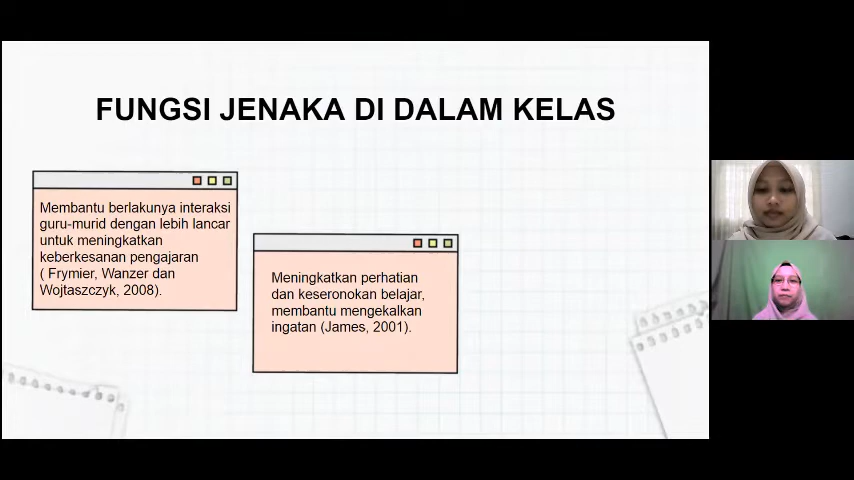 FUNGSI JENAKA DI DALAM KELAS
Membantu berlakunya interaksi
guru-murid dengan lebih lancar
untuk meningkatkan
keberkesanan pengajaran
( Frymier, Wanzer dan
Wojtaszczyk, 2008).
Meningkatkan perhatian
dan keseronokan belajar,
membantu mengekalkan
ingatan (James, 2001).